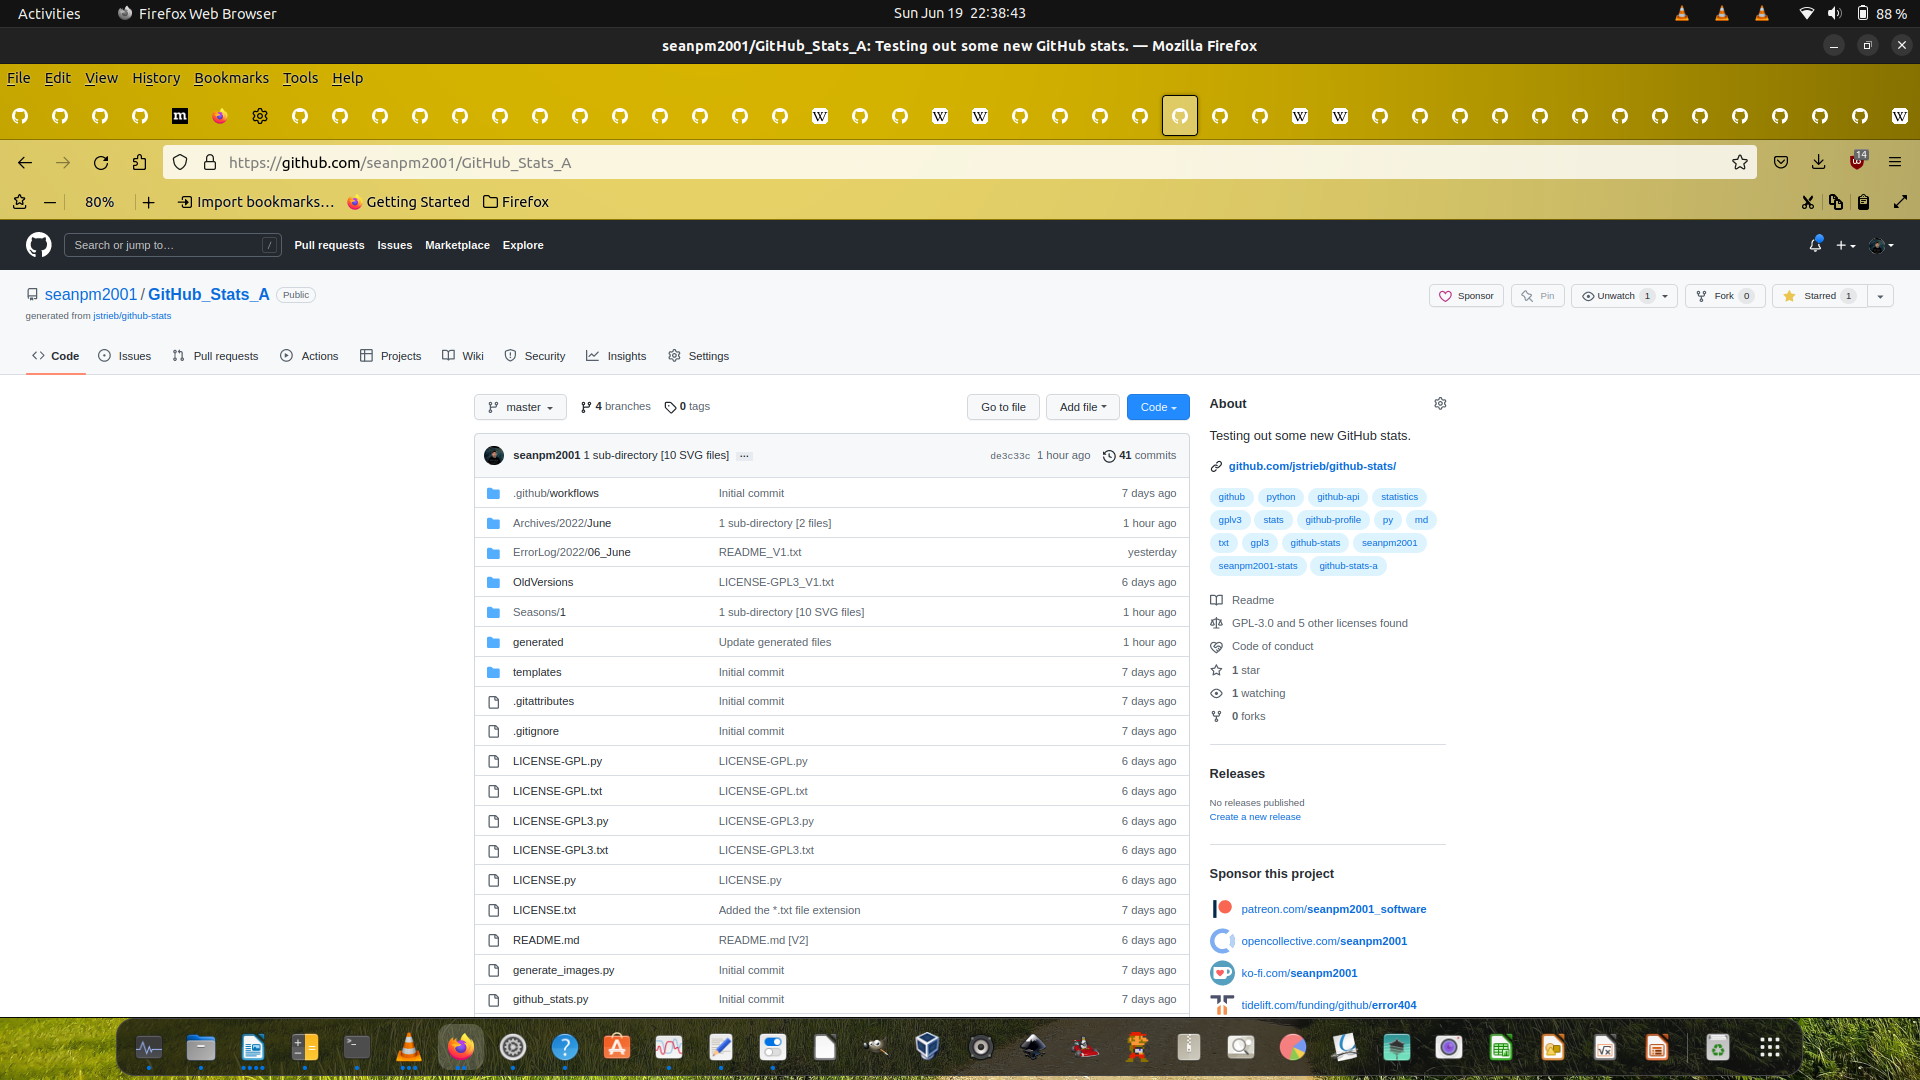 Activities Firefox Web Browser Sun Jun 19 22:38:43 88 %
seanpm2001/GitHub_Stats_A: Testing out some new GitHub stats. — Mozilla Firefox
File Edit View History Bookmarks Tools Help
https://github.com/seanpm2001/GitHub_Stats_A 14
80% Import bookmarks… Getting Started Firefox
Search or jump to… / Pull requests Issues Marketplace Explore
seanpm2001 / GitHub_Stats_A Public Sponsor Pin Unwatch 1 Fork 0 Starred 1
generated from jstrieb/github-stats
Code Issues Pull requests Actions Projects Wiki Security Insights Settings
master 4 branches 0 tags Go to file Add file Code
seanpm2001 1 sub-directory [10 SVG files] ··· de3c33c 1 hour ago 41 commits
.github/workflows Initial commit 7 days ago
Archives/2022/June 1 sub-directory [2 files] 1 hour ago
ErrorLog/2022/06_June README_V1.txt yesterday
OldVersions LICENSE-GPL3_V1.txt 6 days ago
Seasons/1 1 sub-directory [10 SVG files] 1 hour ago
generated Update generated files 1 hour ago
templates Initial commit 7 days ago
.gitattributes Initial commit 7 days ago
.gitignore Initial commit 7 days ago
LICENSE-GPL.py LICENSE-GPL.py 6 days ago
LICENSE-GPL.txt LICENSE-GPL.txt 6 days ago
LICENSE-GPL3.py LICENSE-GPL3.py 6 days ago
LICENSE-GPL3.txt LICENSE-GPL3.txt 6 days ago
LICENSE.py LICENSE.py 6 days ago
LICENSE.txt Added the *.txt file extension 7 days ago
README.md README.md [V2] 6 days ago
generate_images.py Initial commit 7 days ago
github_stats.py Initial commit 7 days ago
About
Testing out some new GitHub stats.
github.com/jstrieb/github-stats/
github python github-api statistics
gplv3 stats github-profile py md
txt gpl3 github-stats seanpm2001
seanpm2001-stats github-stats-a
Readme
GPL-3.0 and 5 other licenses found
Code of conduct
1 star
1 watching
0 forks
Releases
No releases published
Create a new release
Sponsor this project
patreon.com/seanpm2001_software
opencollective.com/seanpm2001
ko-fi.com/seanpm2001
tidelift.com/funding/github/error404